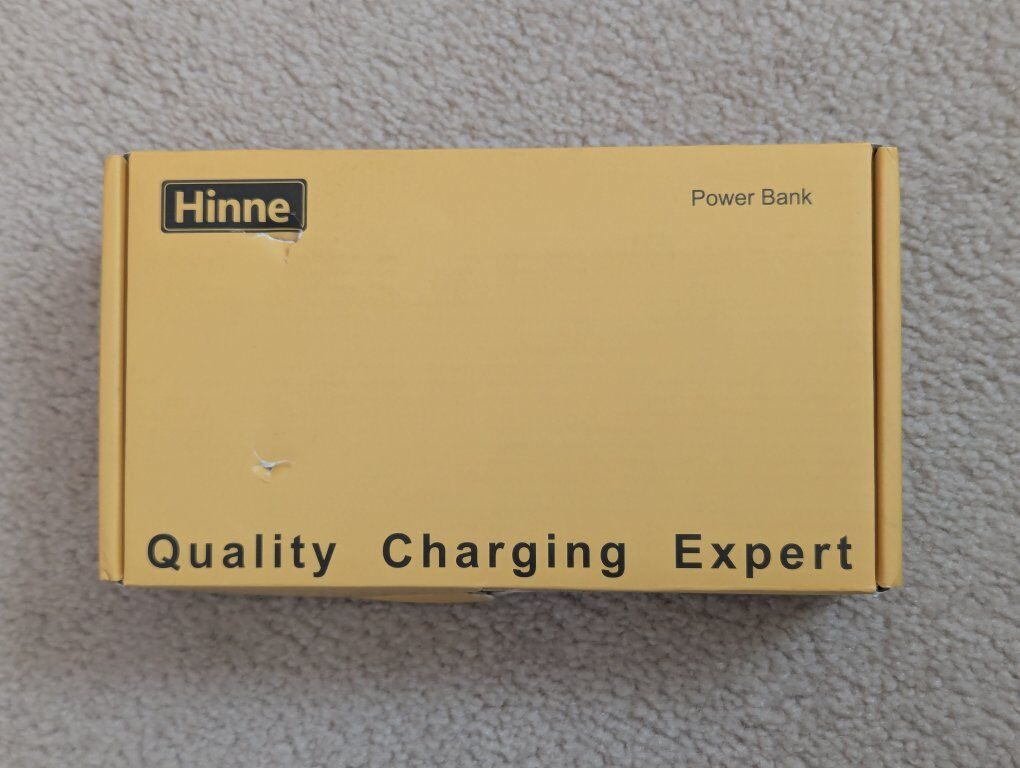 Hinne
Power Bank
Quality Charging Expert